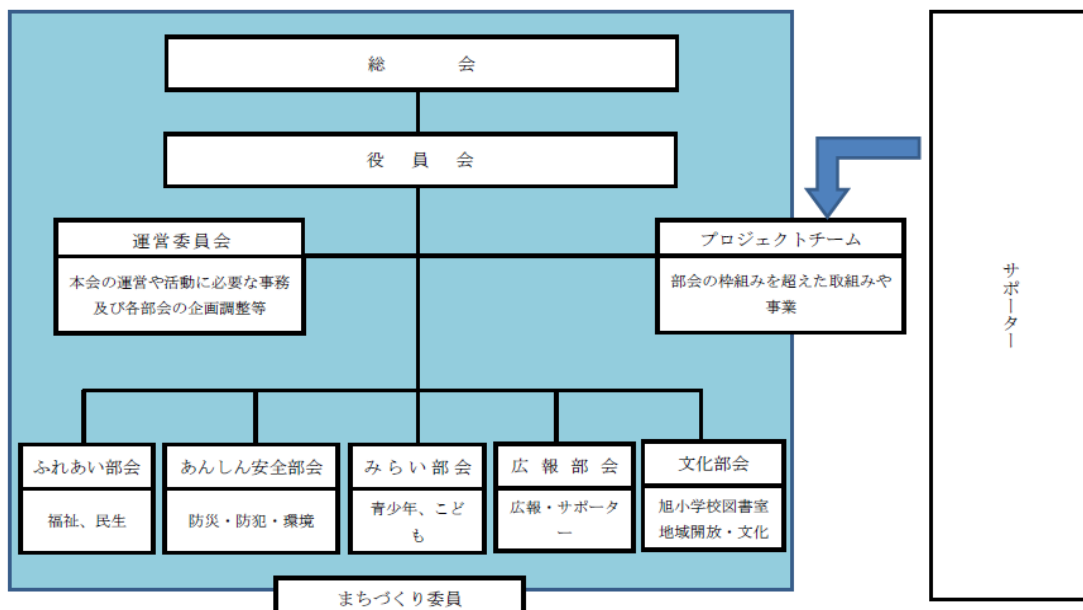 総会
役員会
運営委員会
本会の運営や活動に必要な事務
及び各部会の企画調整等
プロジェクトチーム
部会の枠組みを超えた取組みや
事業
サポーター
ふれあい部会
福祉、民生
あんしん安全部会
防災・防犯・環境
みらい部会
青少年、こど
も
広報部会
広報・サポータ
ー
文化部会
旭小学校図書室
地域開放・文化
まちづくり委員